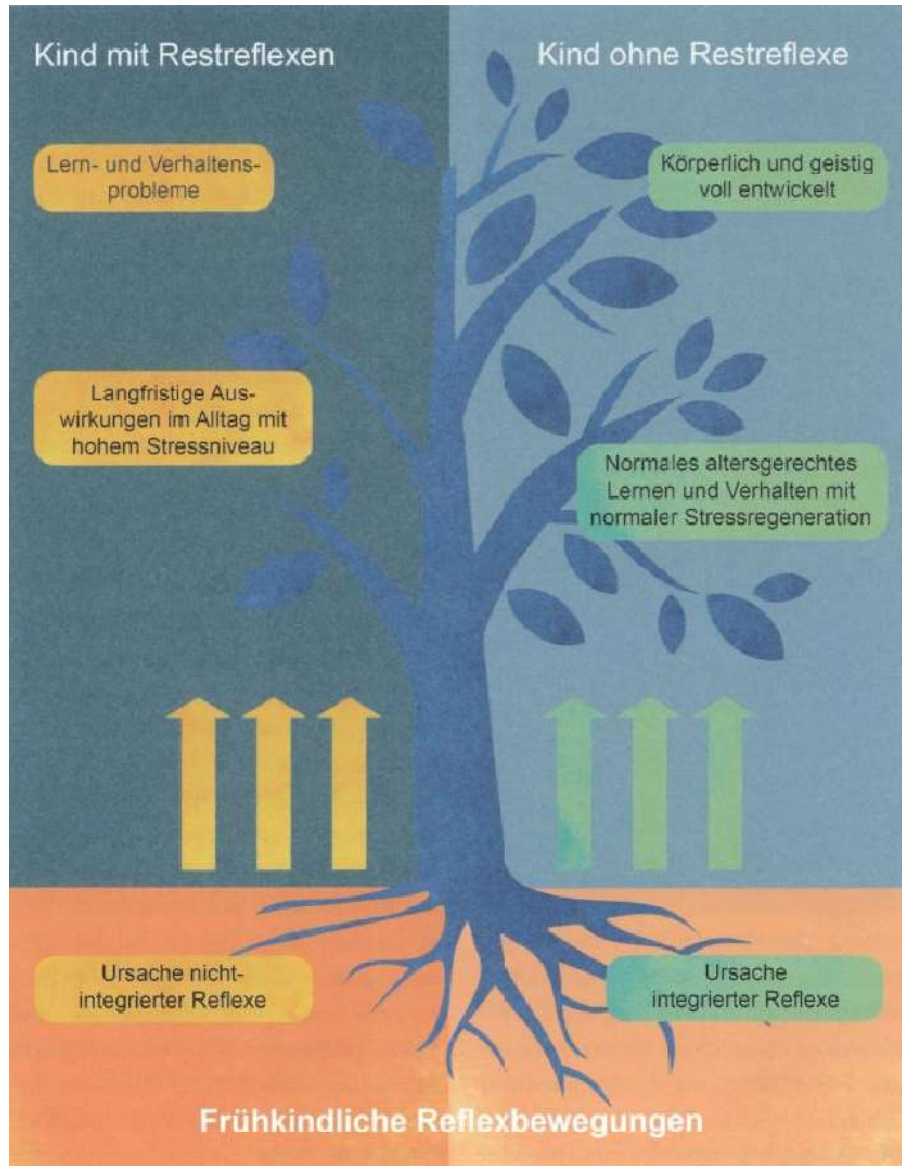 Kind mit Restreflexen
Kind ohne Restreflexe
Lern- und Verhaltens-
probleme
Körperlich und geistig
voll entwickelt
Langfristige Aus-
wirkungen im Alltag mit
hohem Stressniveau
Normales altersgerechtes
Lernen und Verhalten mit
normaler Stressregeneration
Ursache nicht-
integrierter Reflexe
Ursache
integrierter Reflexe
Frühkindliche Reflexbewegungen